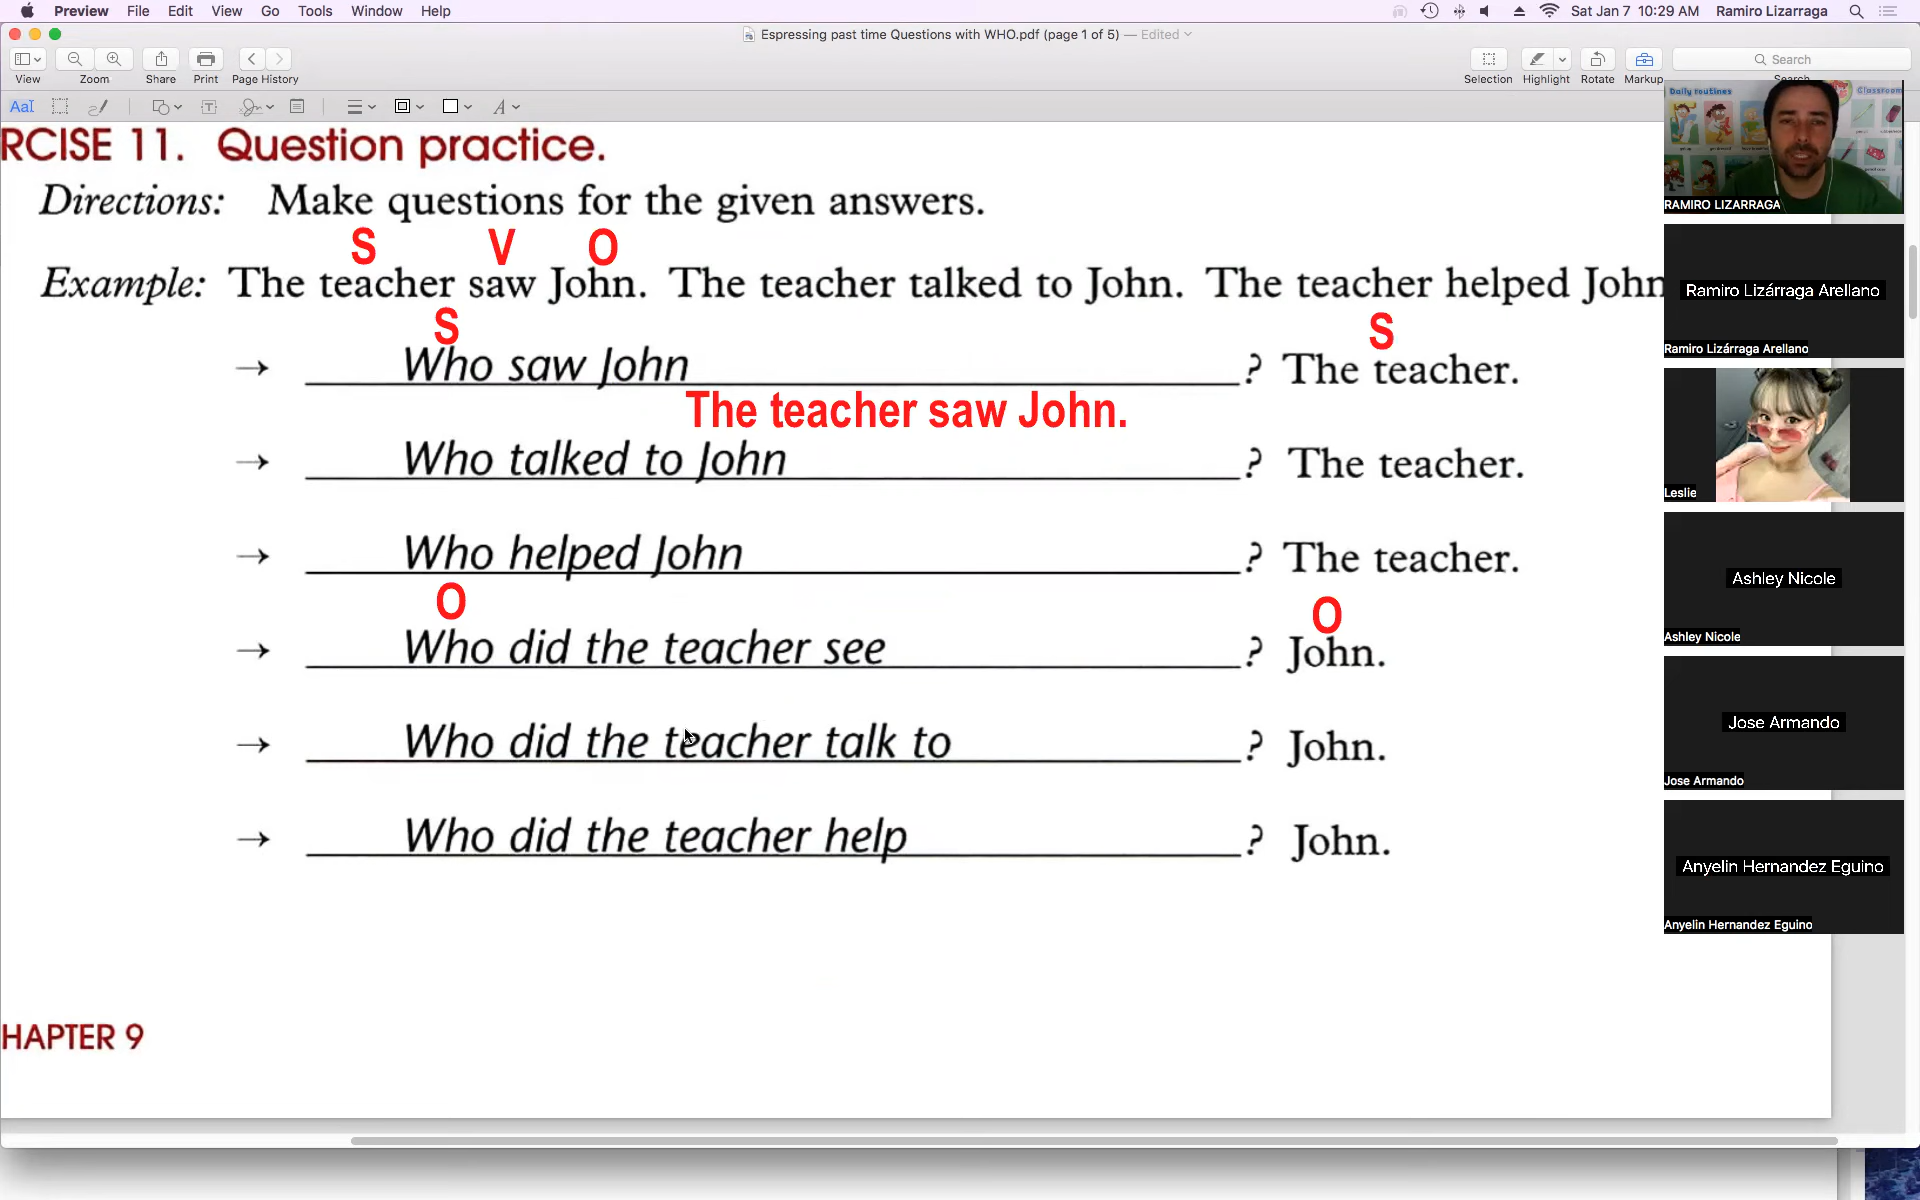 Preview File Edit View Go Tools Window Help Sat Jan 7 10:29 AM Ramiro Lizarraga
Espressing past time Questions with WHO.pdf (page 1 of 5) — Edited
View Zoom Share Print Page History Selection Highlight Rotate Markup Search
Search
AaI T A
Daily routines Classroom
RCISE 11. Question practice.
Directions: Make questions for the given answers.
RAMIRO LIZARRAGA
S V O
Example: The teacher saw John. The teacher talked to John. The teacher helped John
Ramiro Lizárraga Arellano
S S
Ramiro Lizárraga Arellano
→ Who saw John ? The teacher.
The teacher saw John.
→ Who talked to John ? The teacher.
Leslie
→ Who helped John ? The teacher.
Ashley Nicole
O O
Ashley Nicole
→ Who did the teacher see ? John.
Jose Armando
→ Who did the teacher talk to ? John.
Jose Armando
→ Who did the teacher help ? John.
Anyelin Hernandez Eguino
Anyelin Hernandez Eguino
HAPTER 9